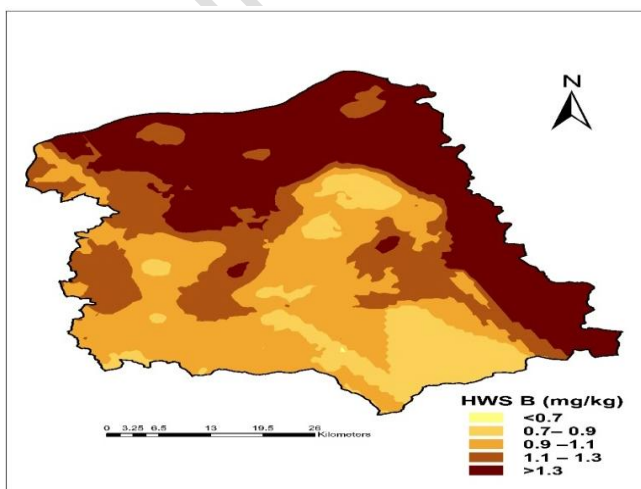 N
HWS B (mg/kg)
<0.7
0.7– 0.9
0.9 –1.1
1.1 – 1.3
>1.3
0 3.25 6.5 13 19.5 26
Kilometers